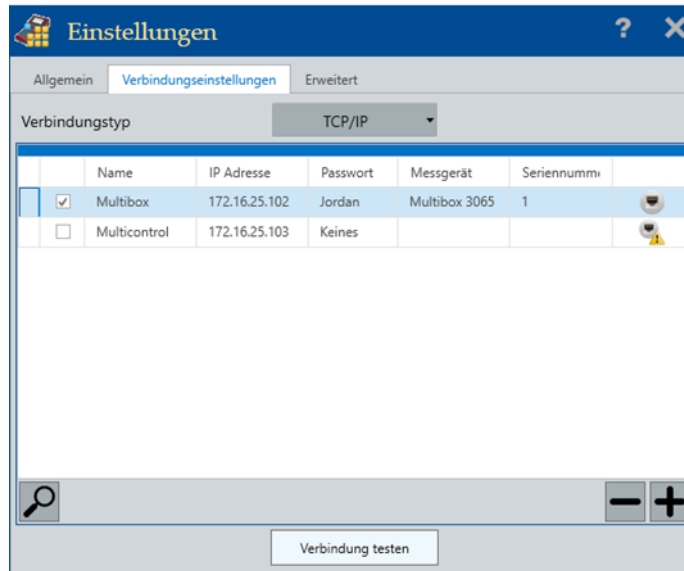 Einstellungen ? X
Allgemein Verbindungseinstellungen Erweitert
Verbindungstyp TCP/IP
Name IP Adresse Passwort Messgerät Seriennumme
Multibox 172.16.25.102 Jordan Multibox 3065 1
Multicontrol 172.16.25.103 Keines
Verbindung testen